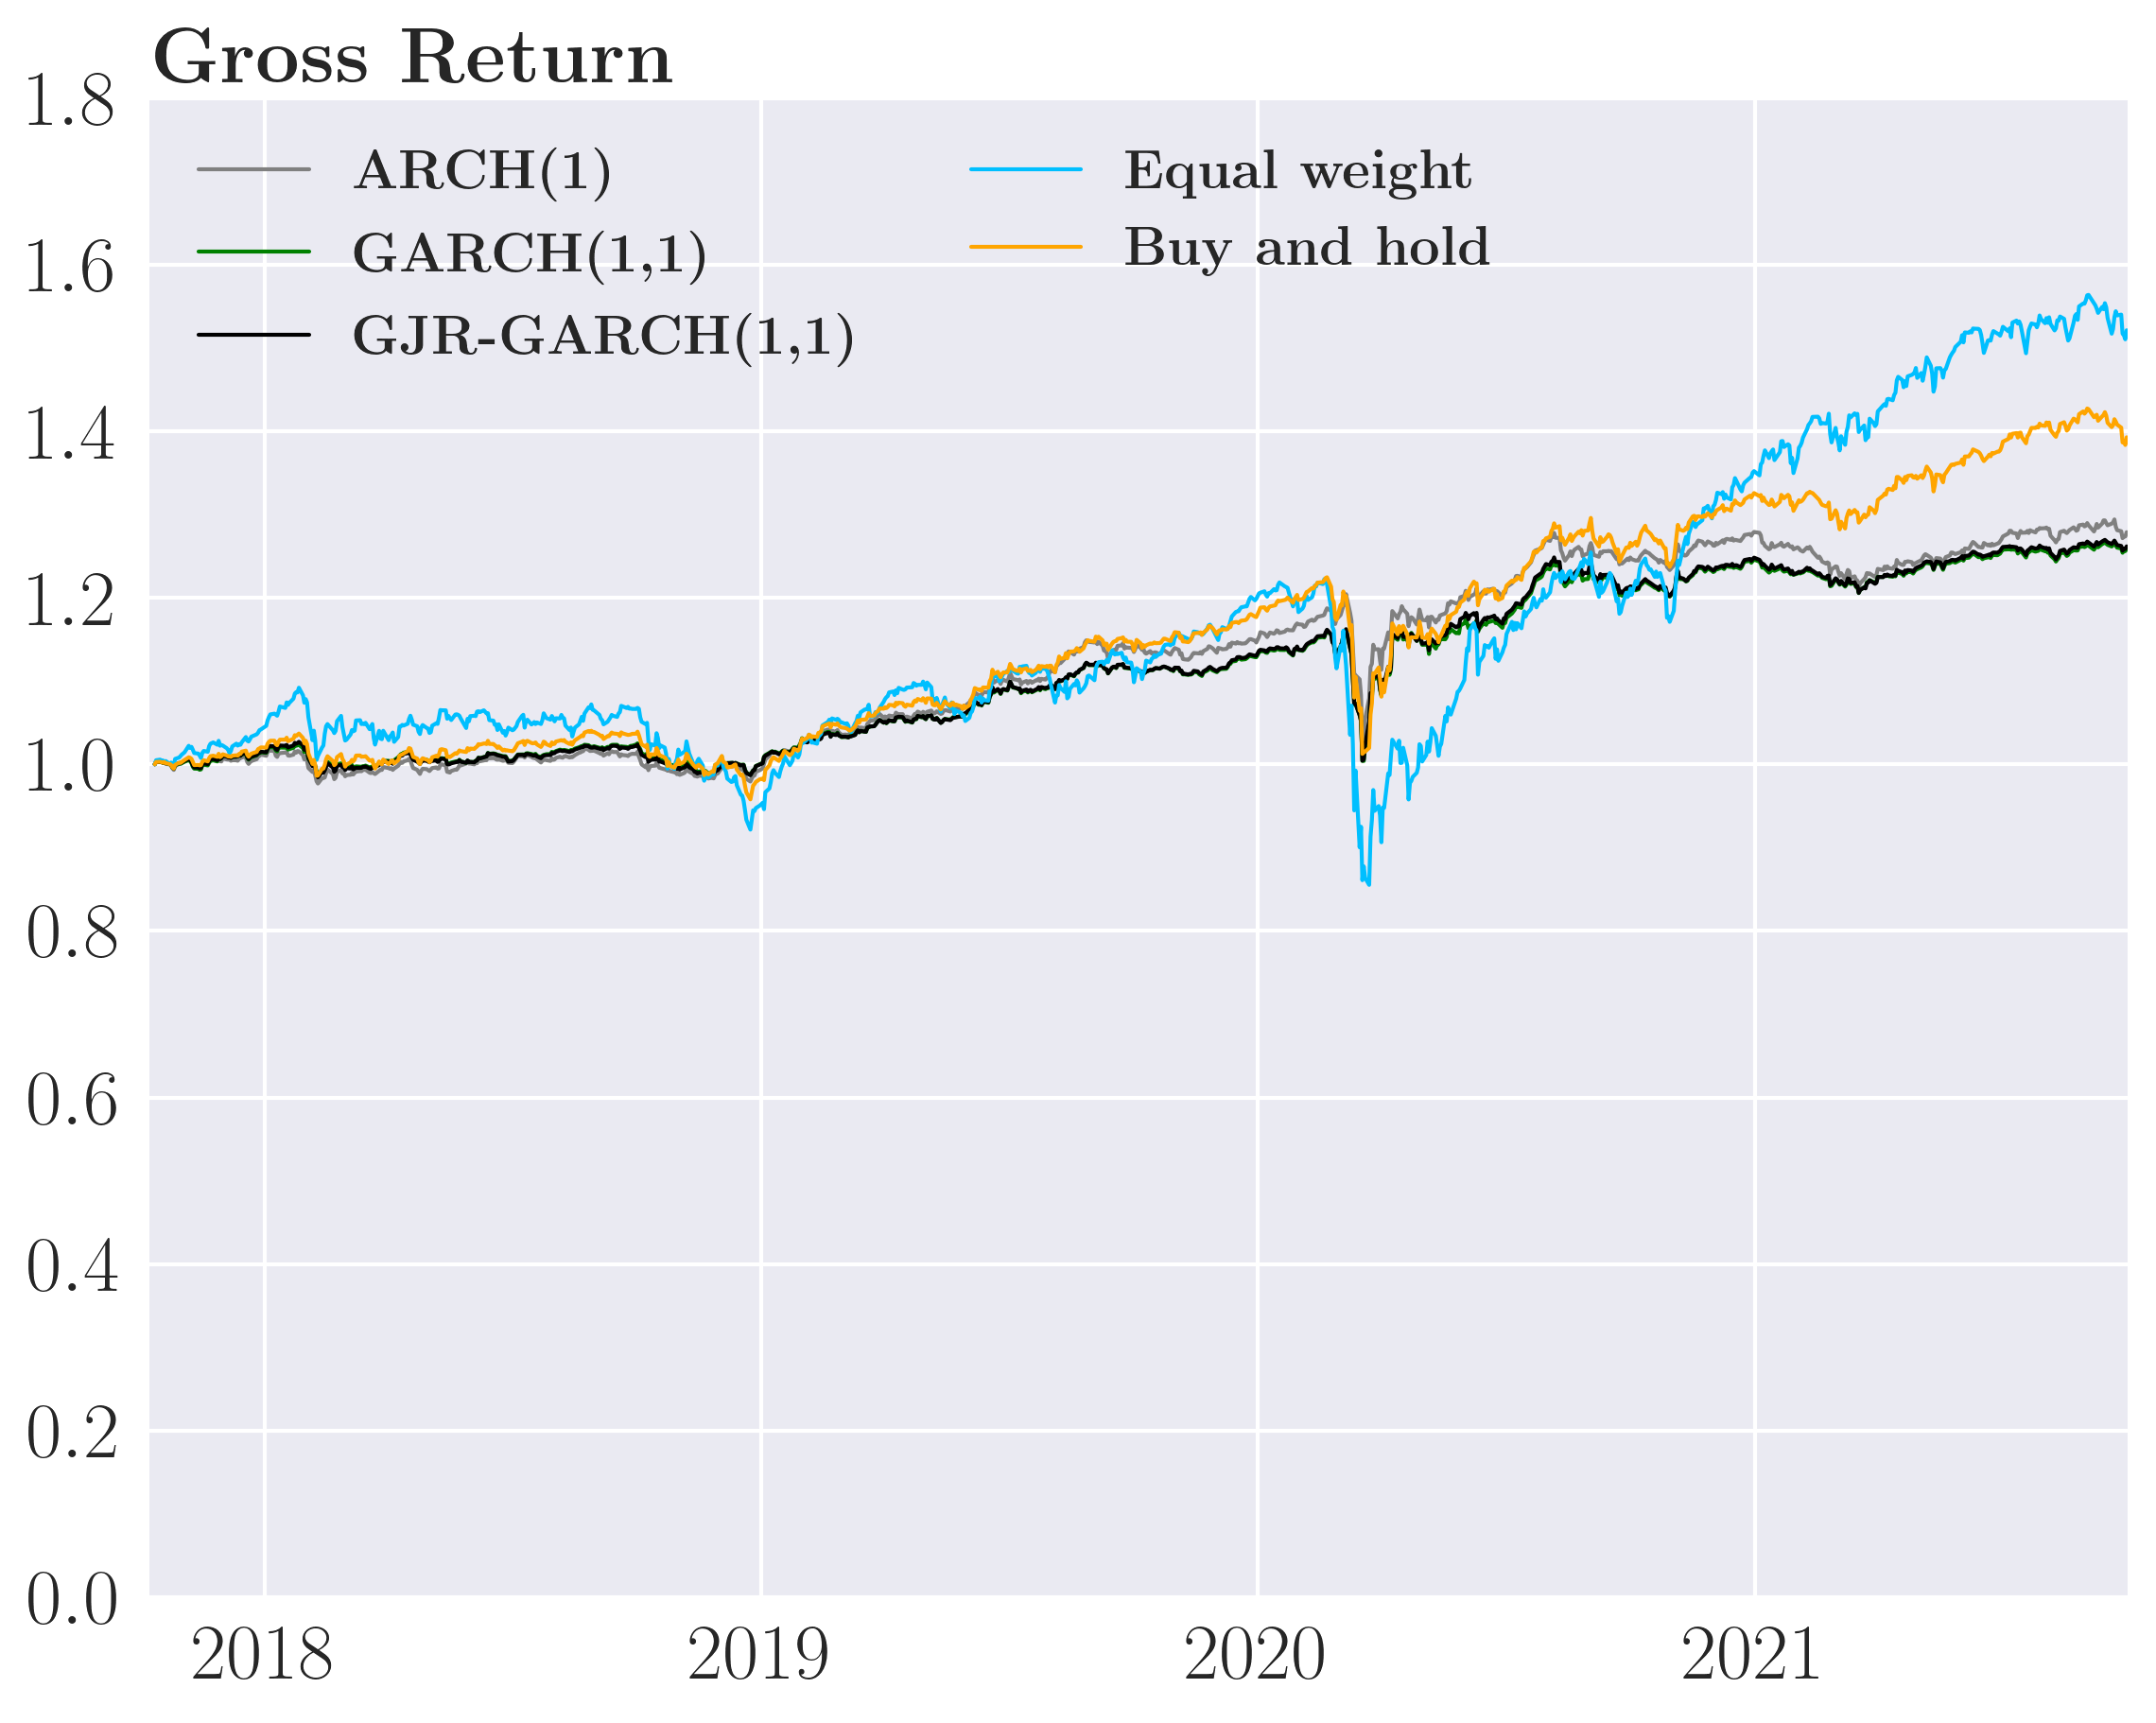 Gross Return
1.8
1.6
1.4
1.2
1.0
0.8
0.6
0.4
0.2
0.0
ARCH(1)
GARCH(1,1)
GJR-GARCH(1,1)
Equal weight
Buy and hold
2018 2019 2020 2021